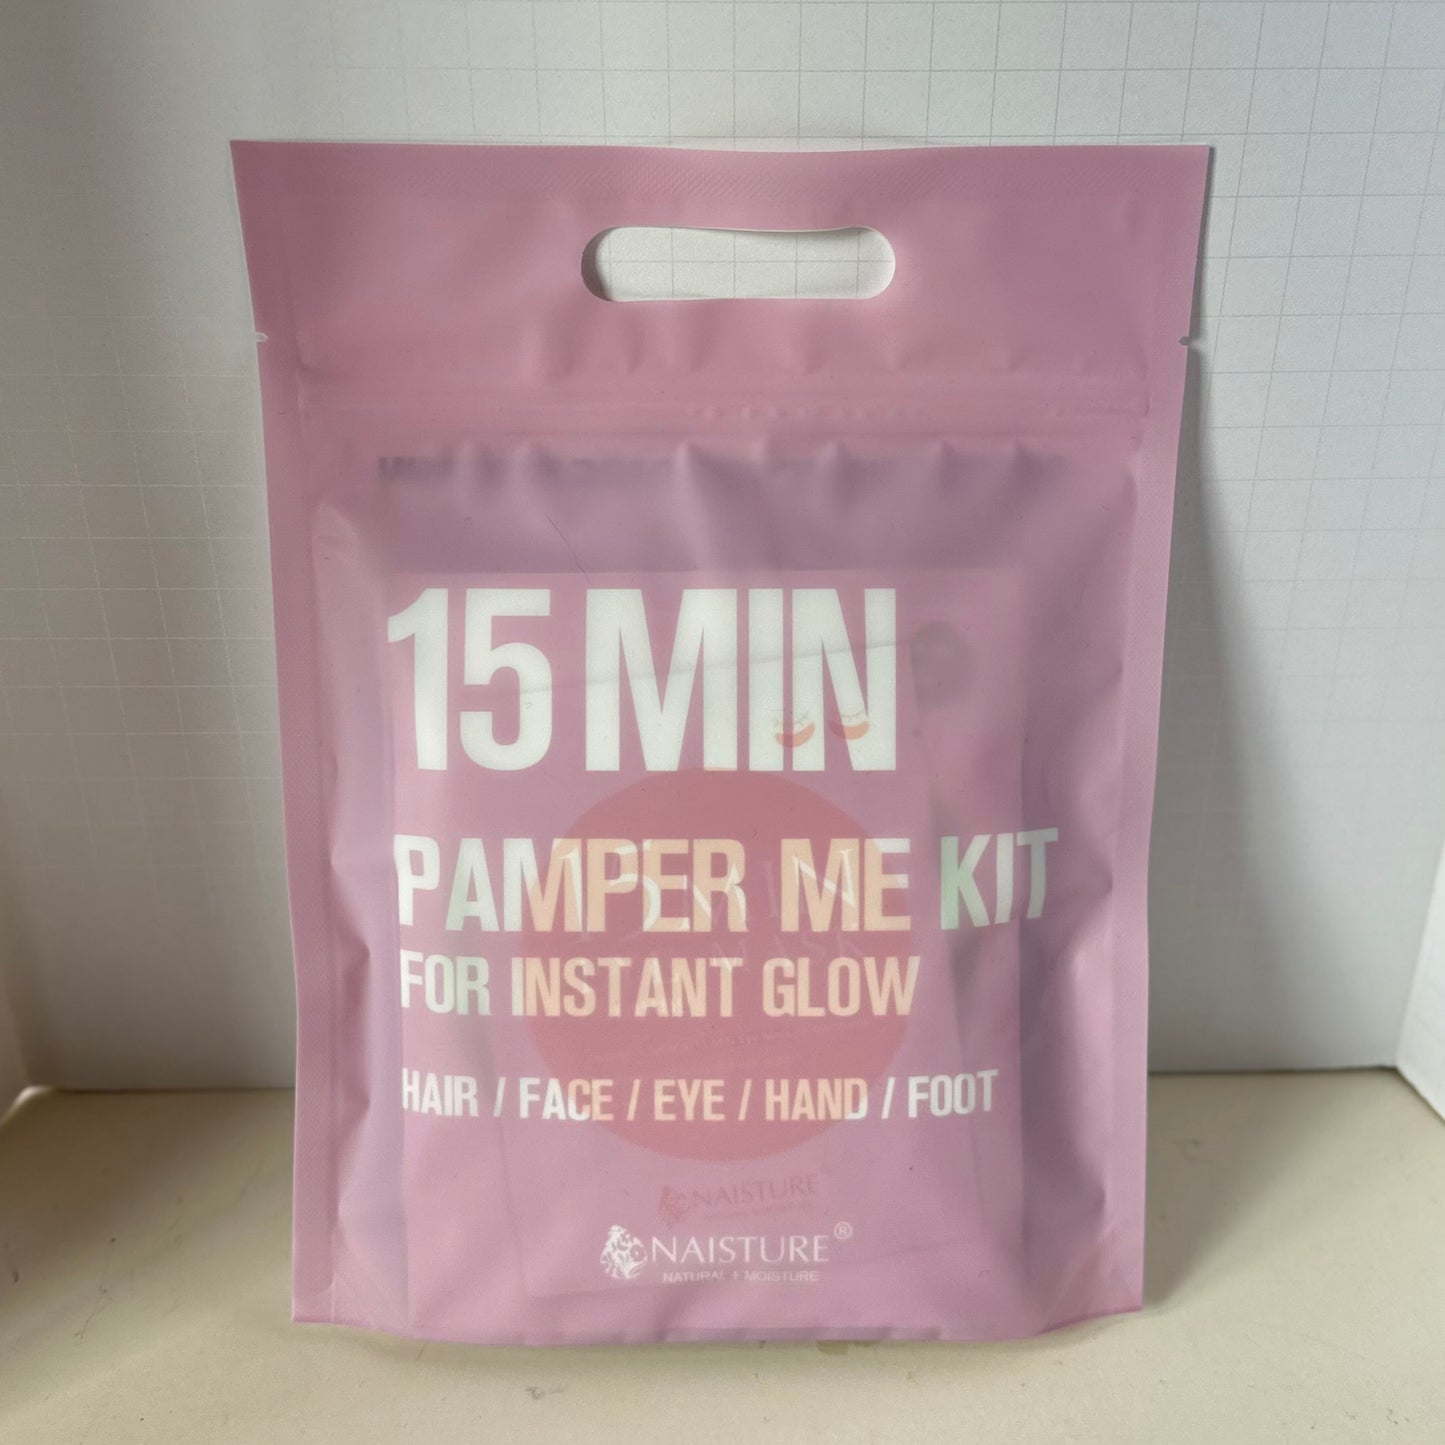 15 MIN
PAMPER ME KIT
FOR INSTANT GLOW
HAIR / FACE / EYE / HAND / FOOT
NAISTURE
NAISTURE®
NATURAL + MOISTURE